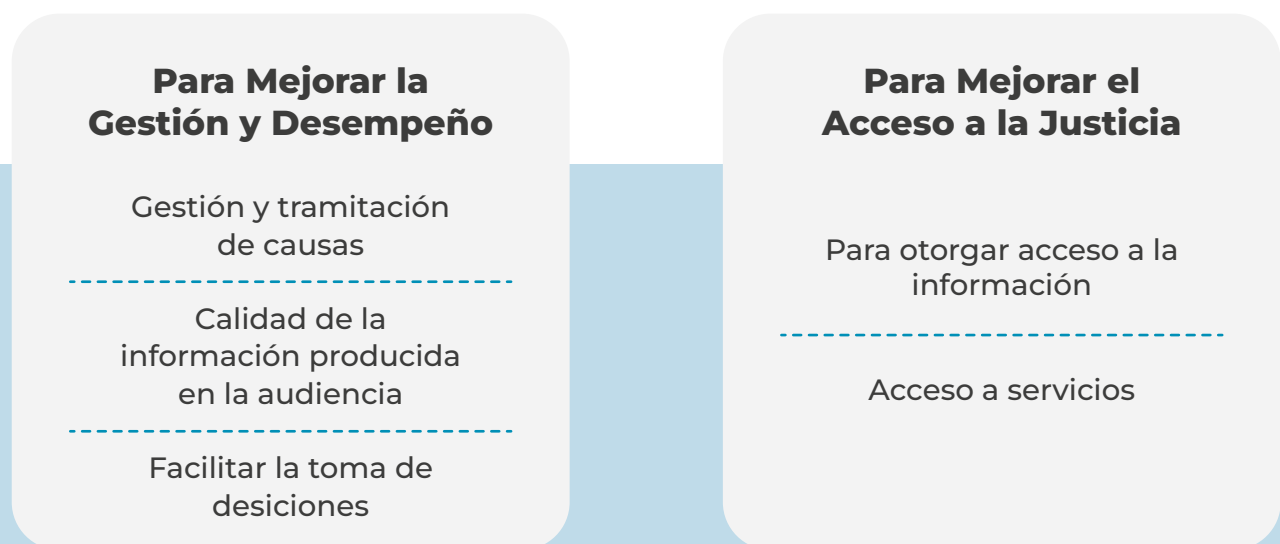 Para Mejorar la
Gestión y Desempeño
Gestión y tramitación
de causas
Calidad de la
información producida
en la audiencia
Facilitar la toma de
desiciones
Para Mejorar el
Acceso a la Justicia
Para otorgar acceso a la
información
Acceso a servicios